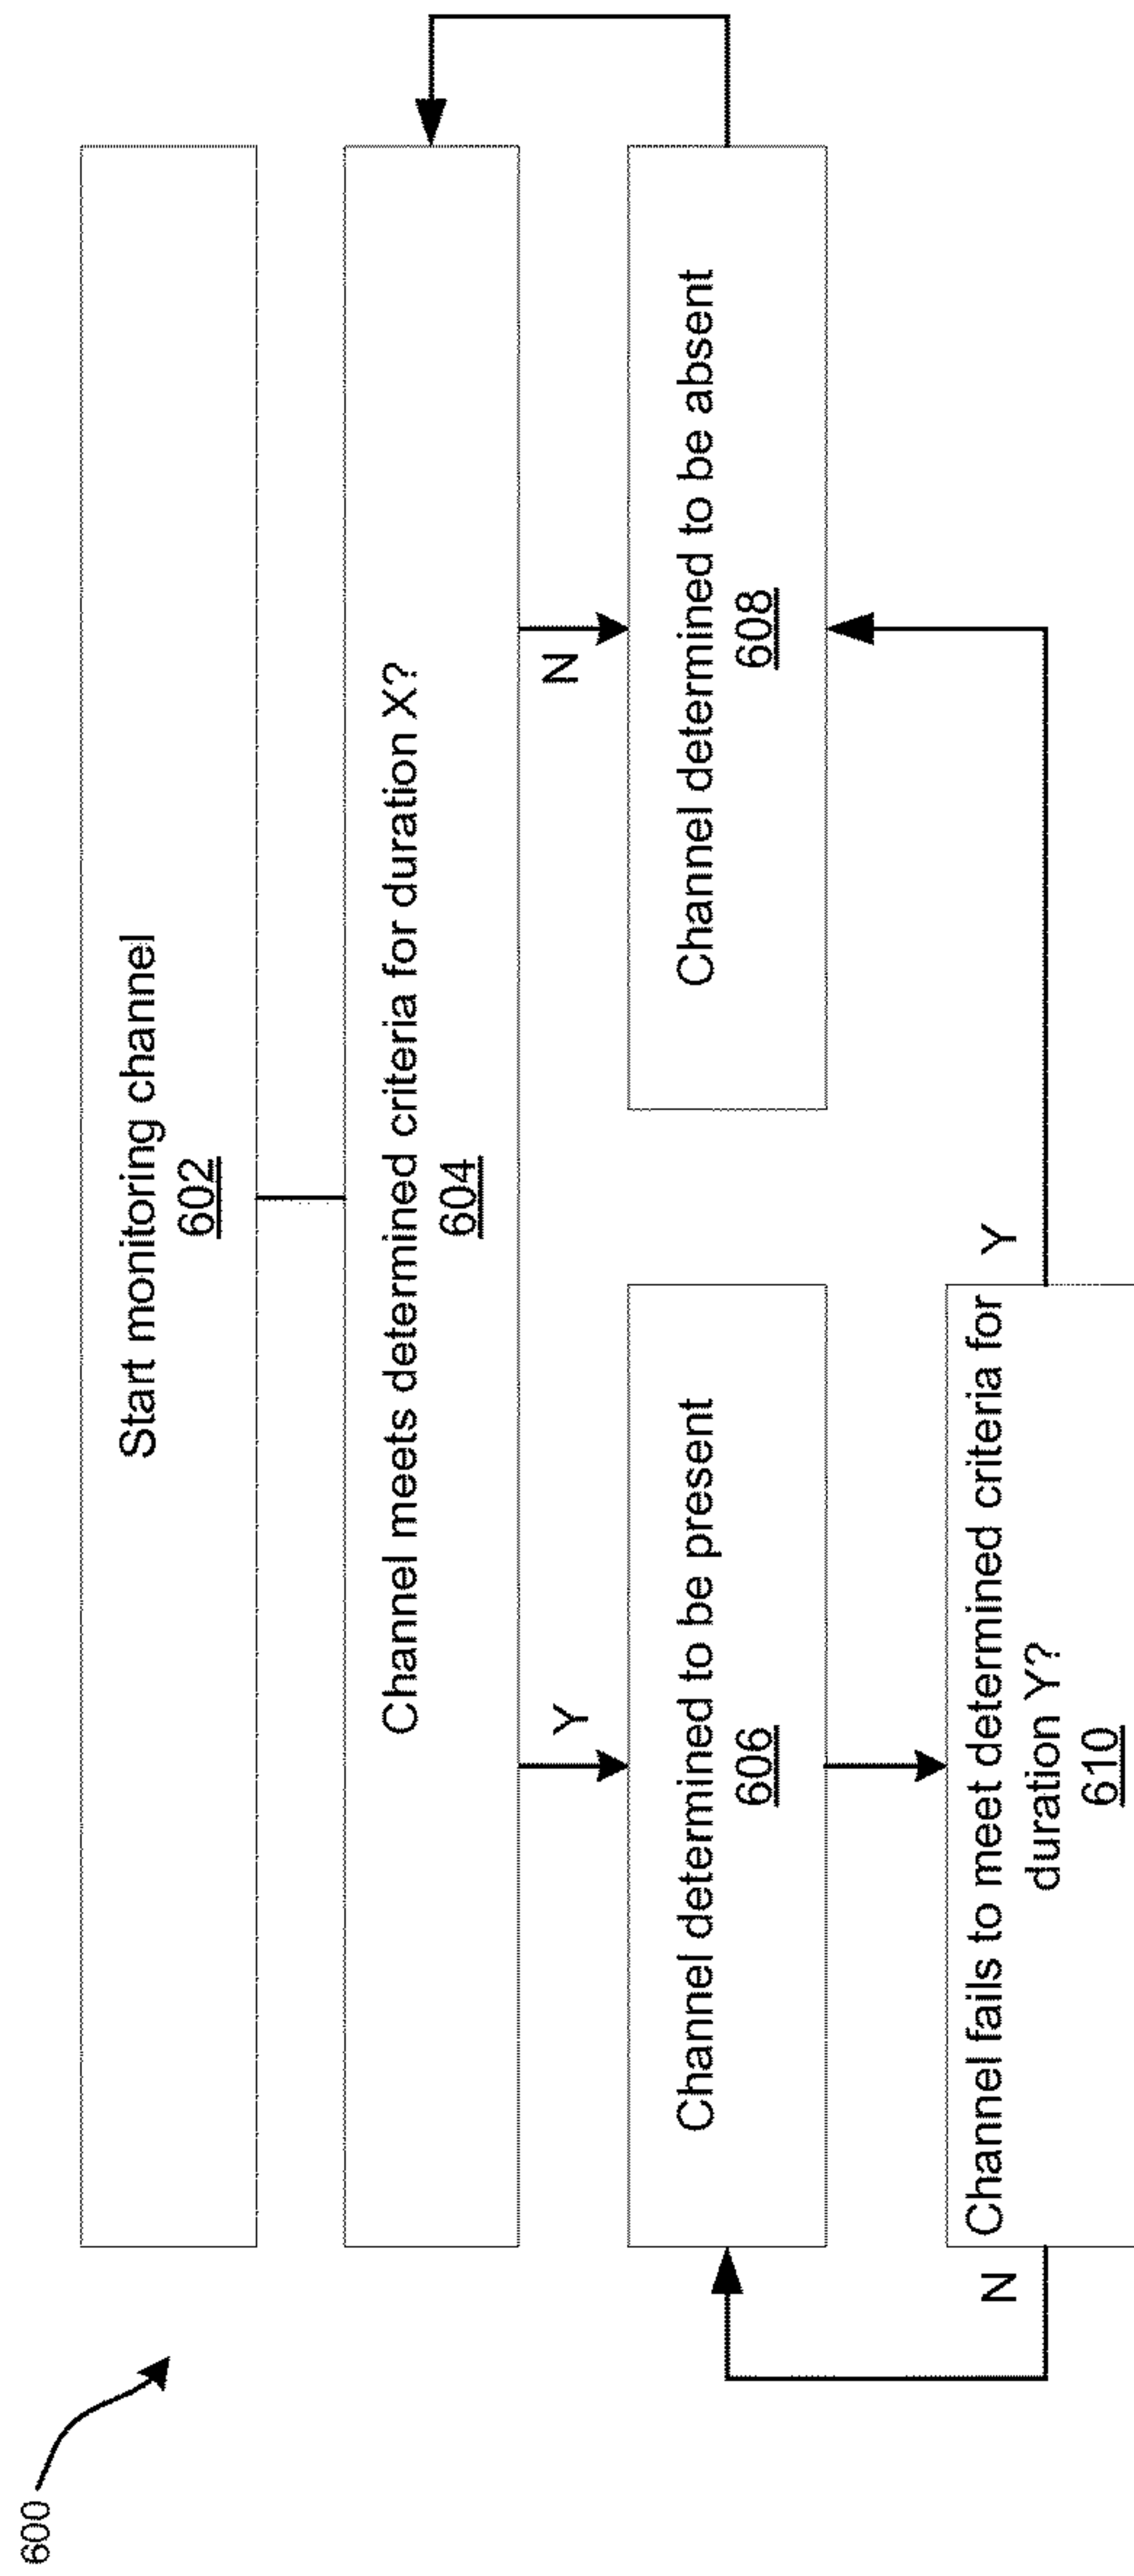 600
Start monitoring channel
602
Channel meets determined criteria for duration X?
604
Y
N
Channel determined to be present
606
Channel determined to be absent
608
Channel fails to meet determined criteria for
duration Y?
610
N
Y